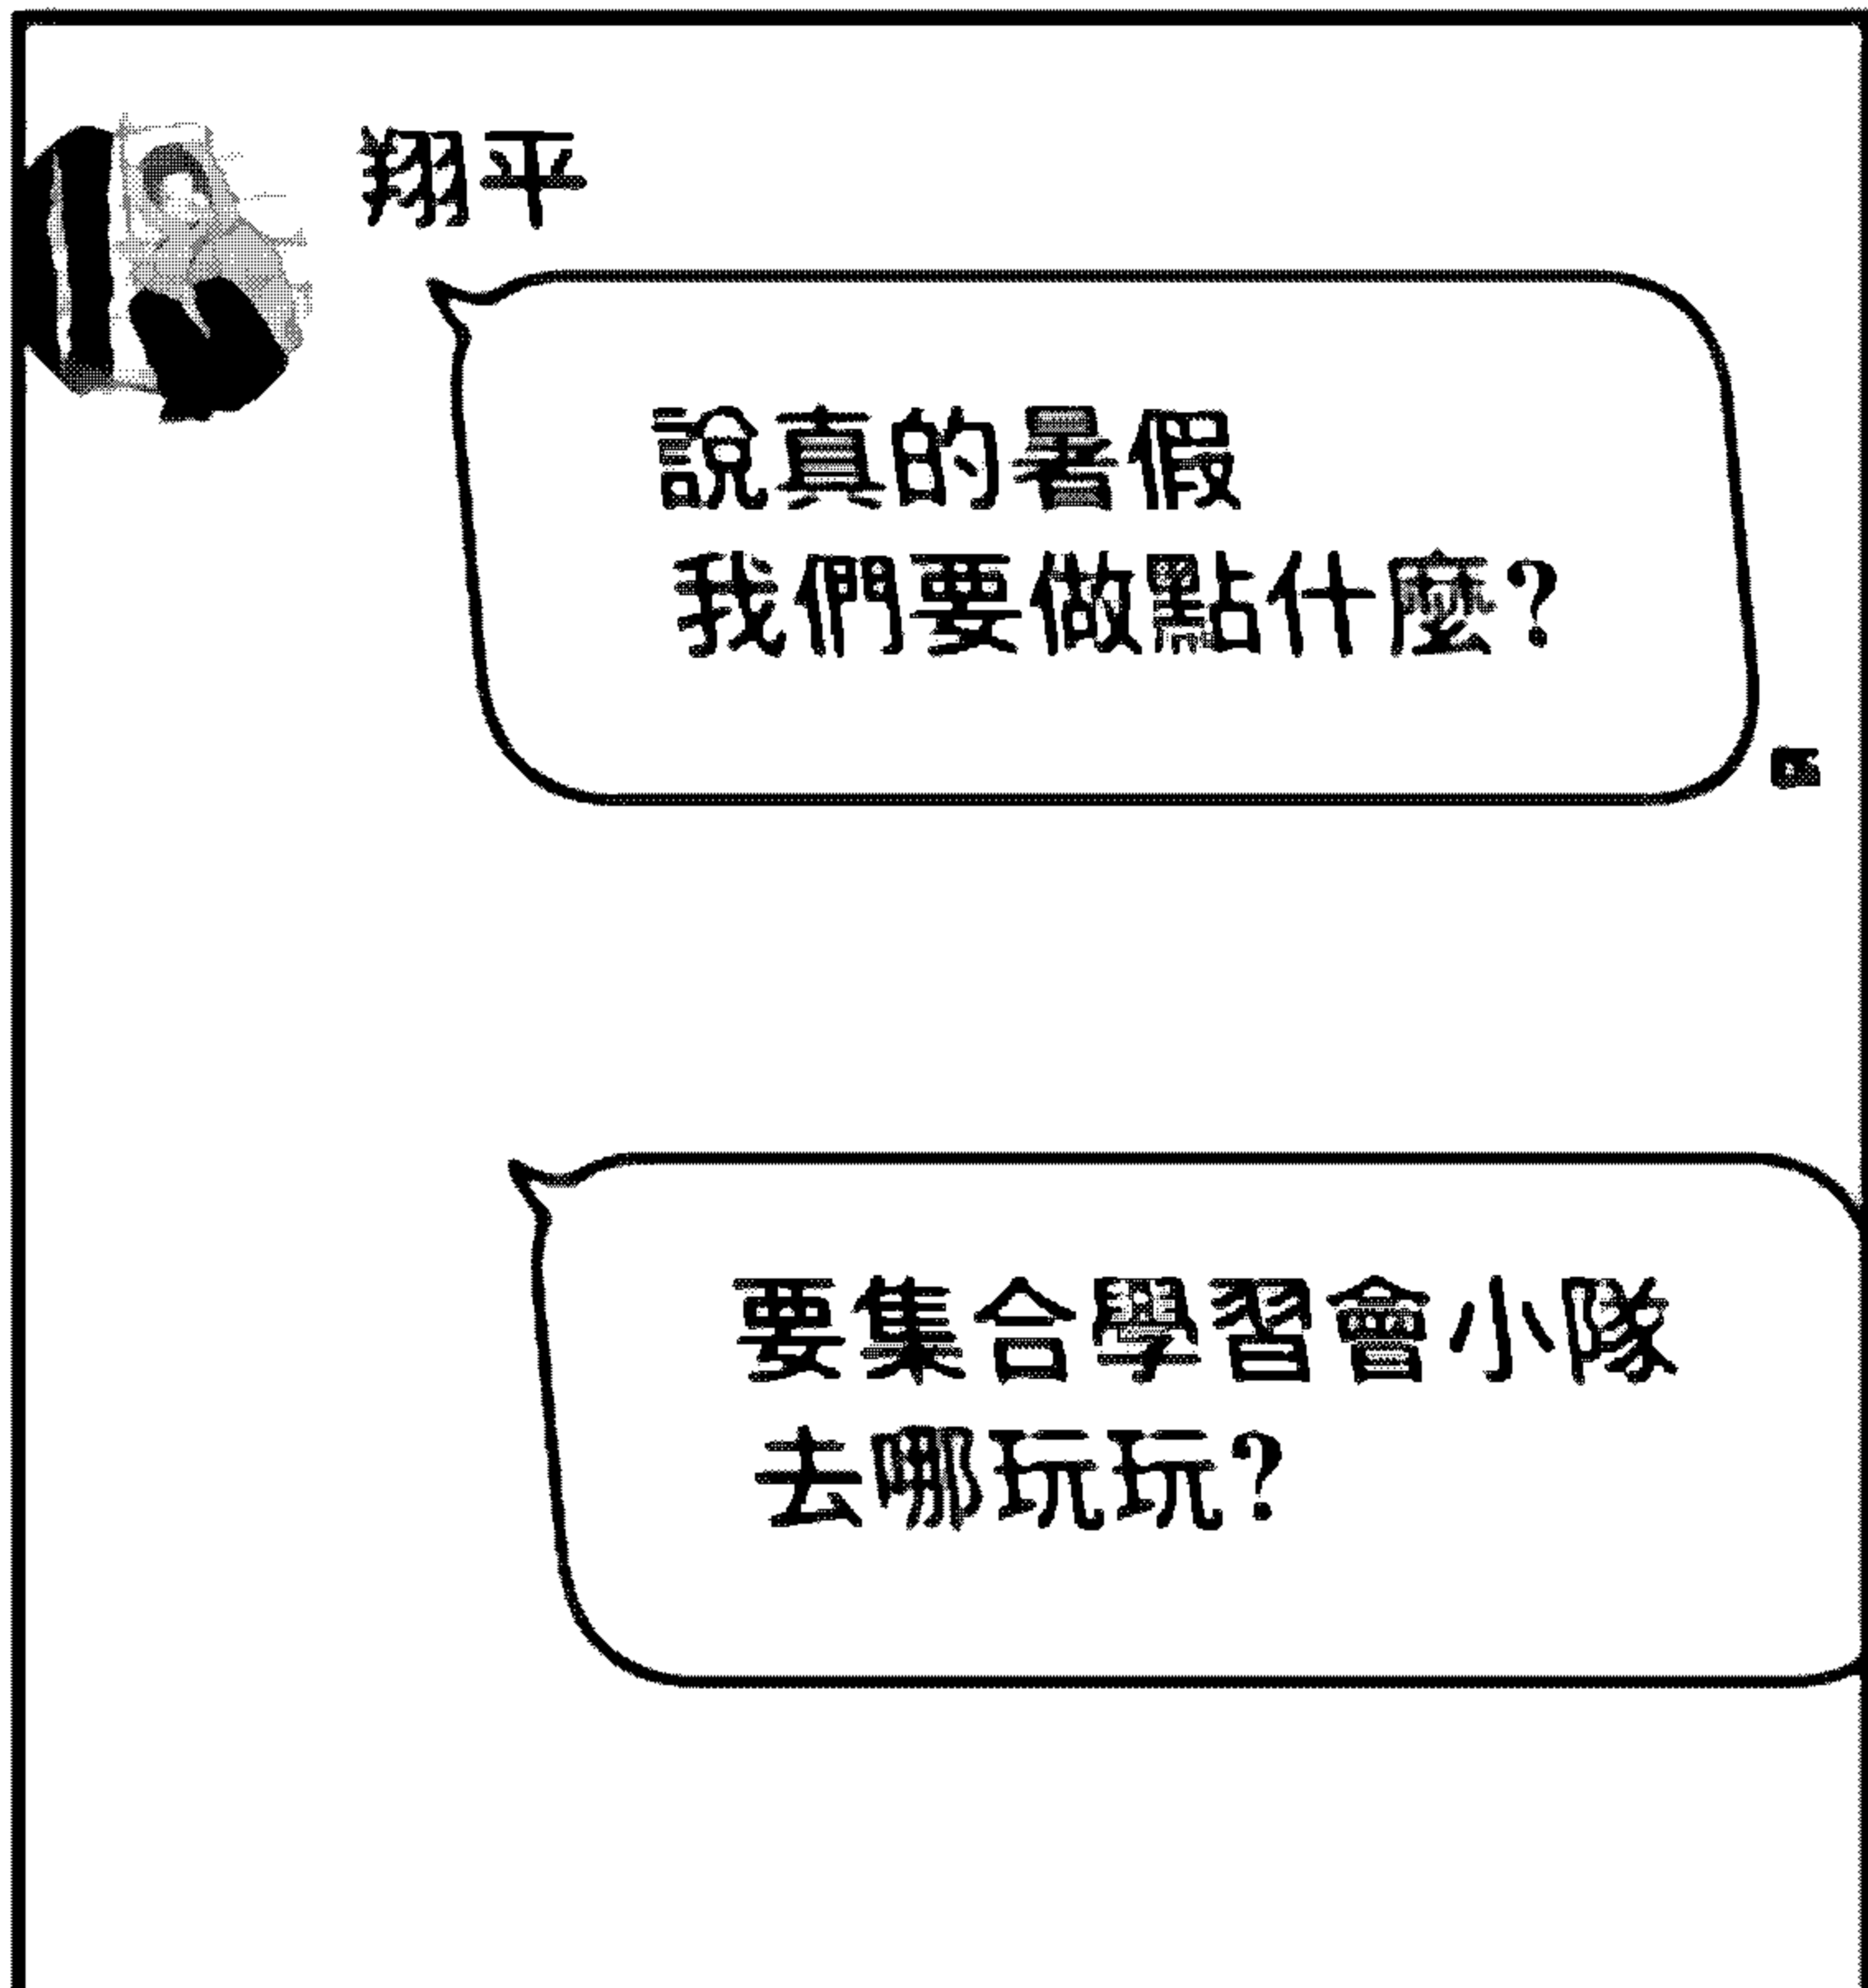 翔平
說真的暑假
我們要做點什麼?
要集合學習會小隊
去哪玩玩?